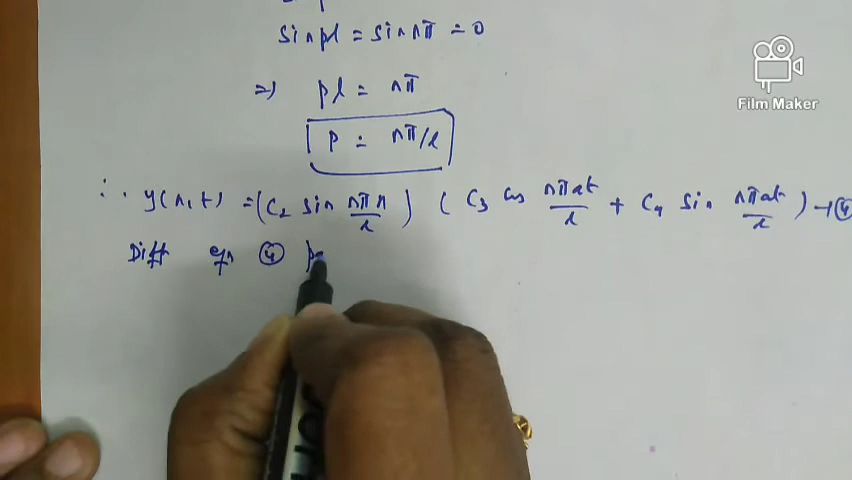 sin pl = sin nπ = 0
=) pl = nπ
P = nπ/l
∴ y(x,t) = (C2 sin nπx/l) (C3 cos nπat/l + C4 sin nπat/l) → ④
Diff eqn ④ p
Film Maker